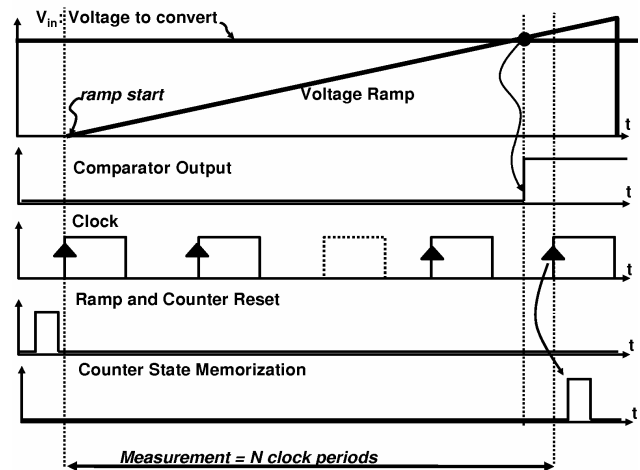 Vin: Voltage to convert
ramp start
Voltage Ramp
t
Comparator Output
t
Clock
t
Ramp and Counter Reset
t
Counter State Memorization
t
Measurement = N clock periods